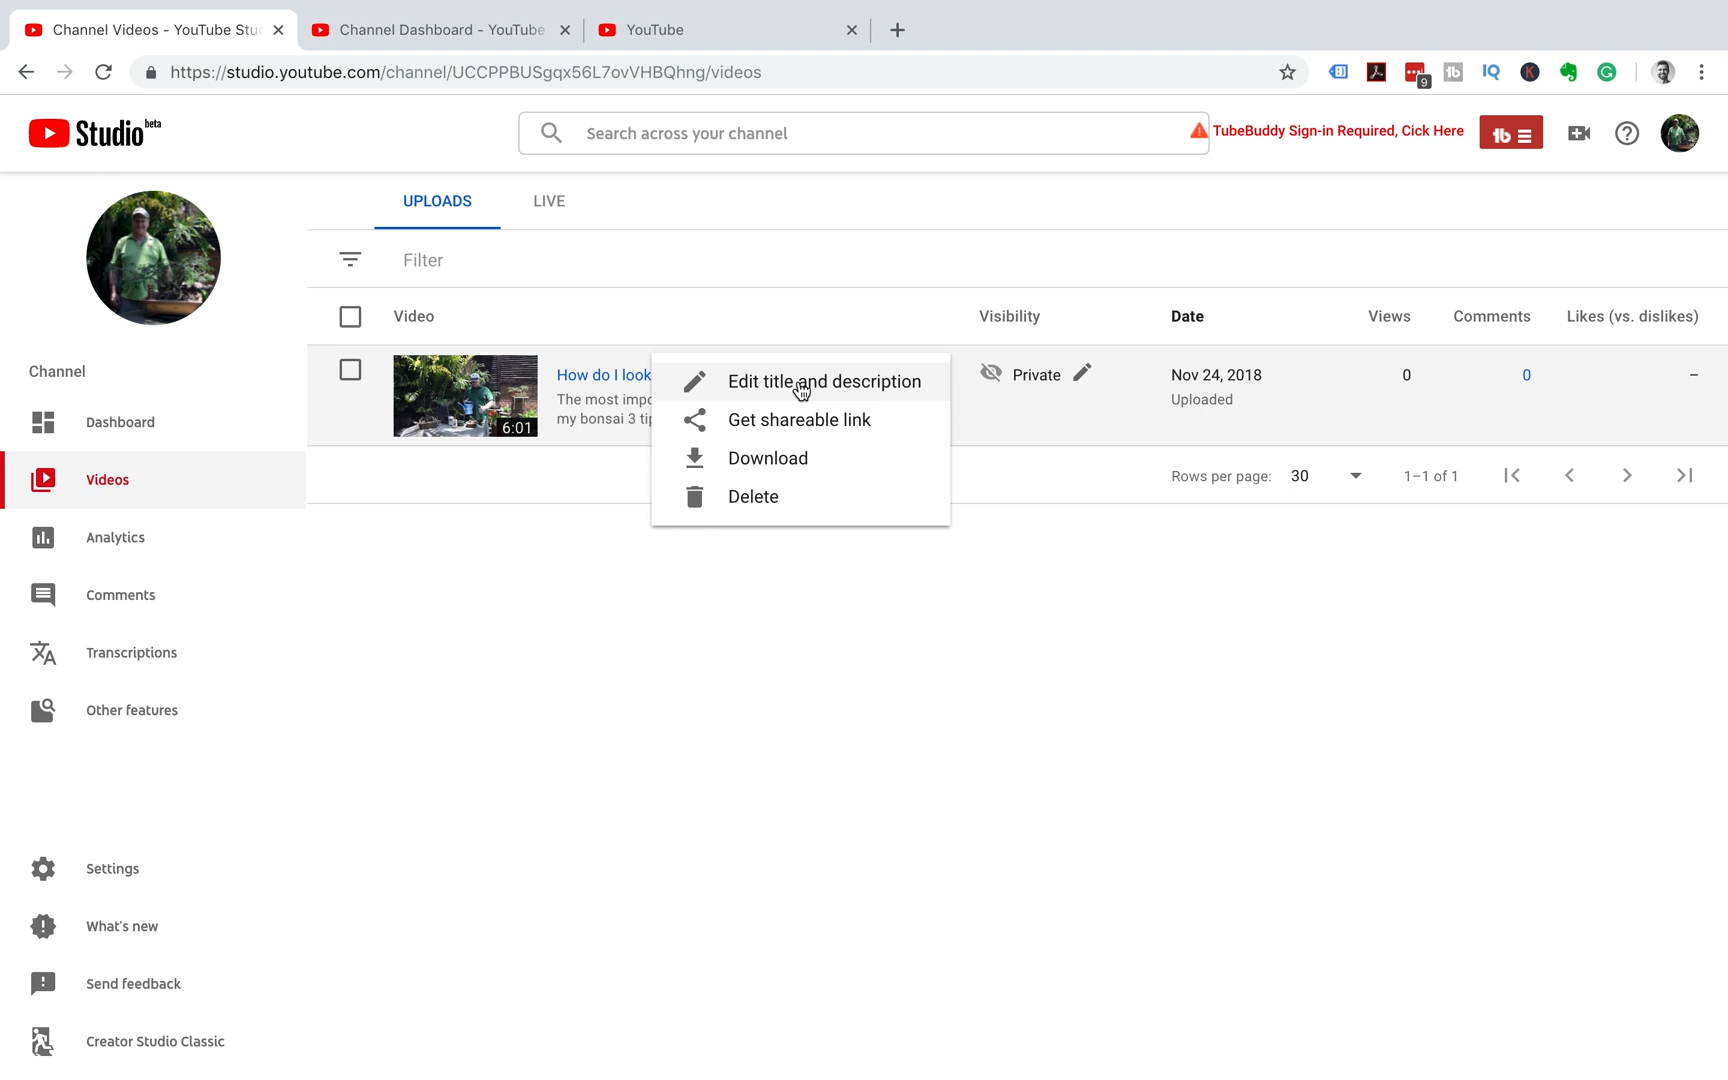 Channel Videos - YouTube Stu
Channel Dashboard - YouTube
YouTube
https://studio.youtube.com/channel/UCCPPBUSgqx56L7ovVHBQhng/videos
9
Studio beta
Search across your channel
TubeBuddy Sign-in Required, Cick Here
UPLOADS
LIVE
Filter
Video
Visibility
Date
Views
Comments
Likes (vs. dislikes)
6:01
How do I look
The most impo
my bonsai 3 tip
Edit title and description
Get shareable link
Download
Delete
Private
Nov 24, 2018
Uploaded
0
0
–
Rows per page: 30
1–1 of 1
Channel
Dashboard
Videos
Analytics
Comments
Transcriptions
Other features
Settings
What's new
Send feedback
Creator Studio Classic